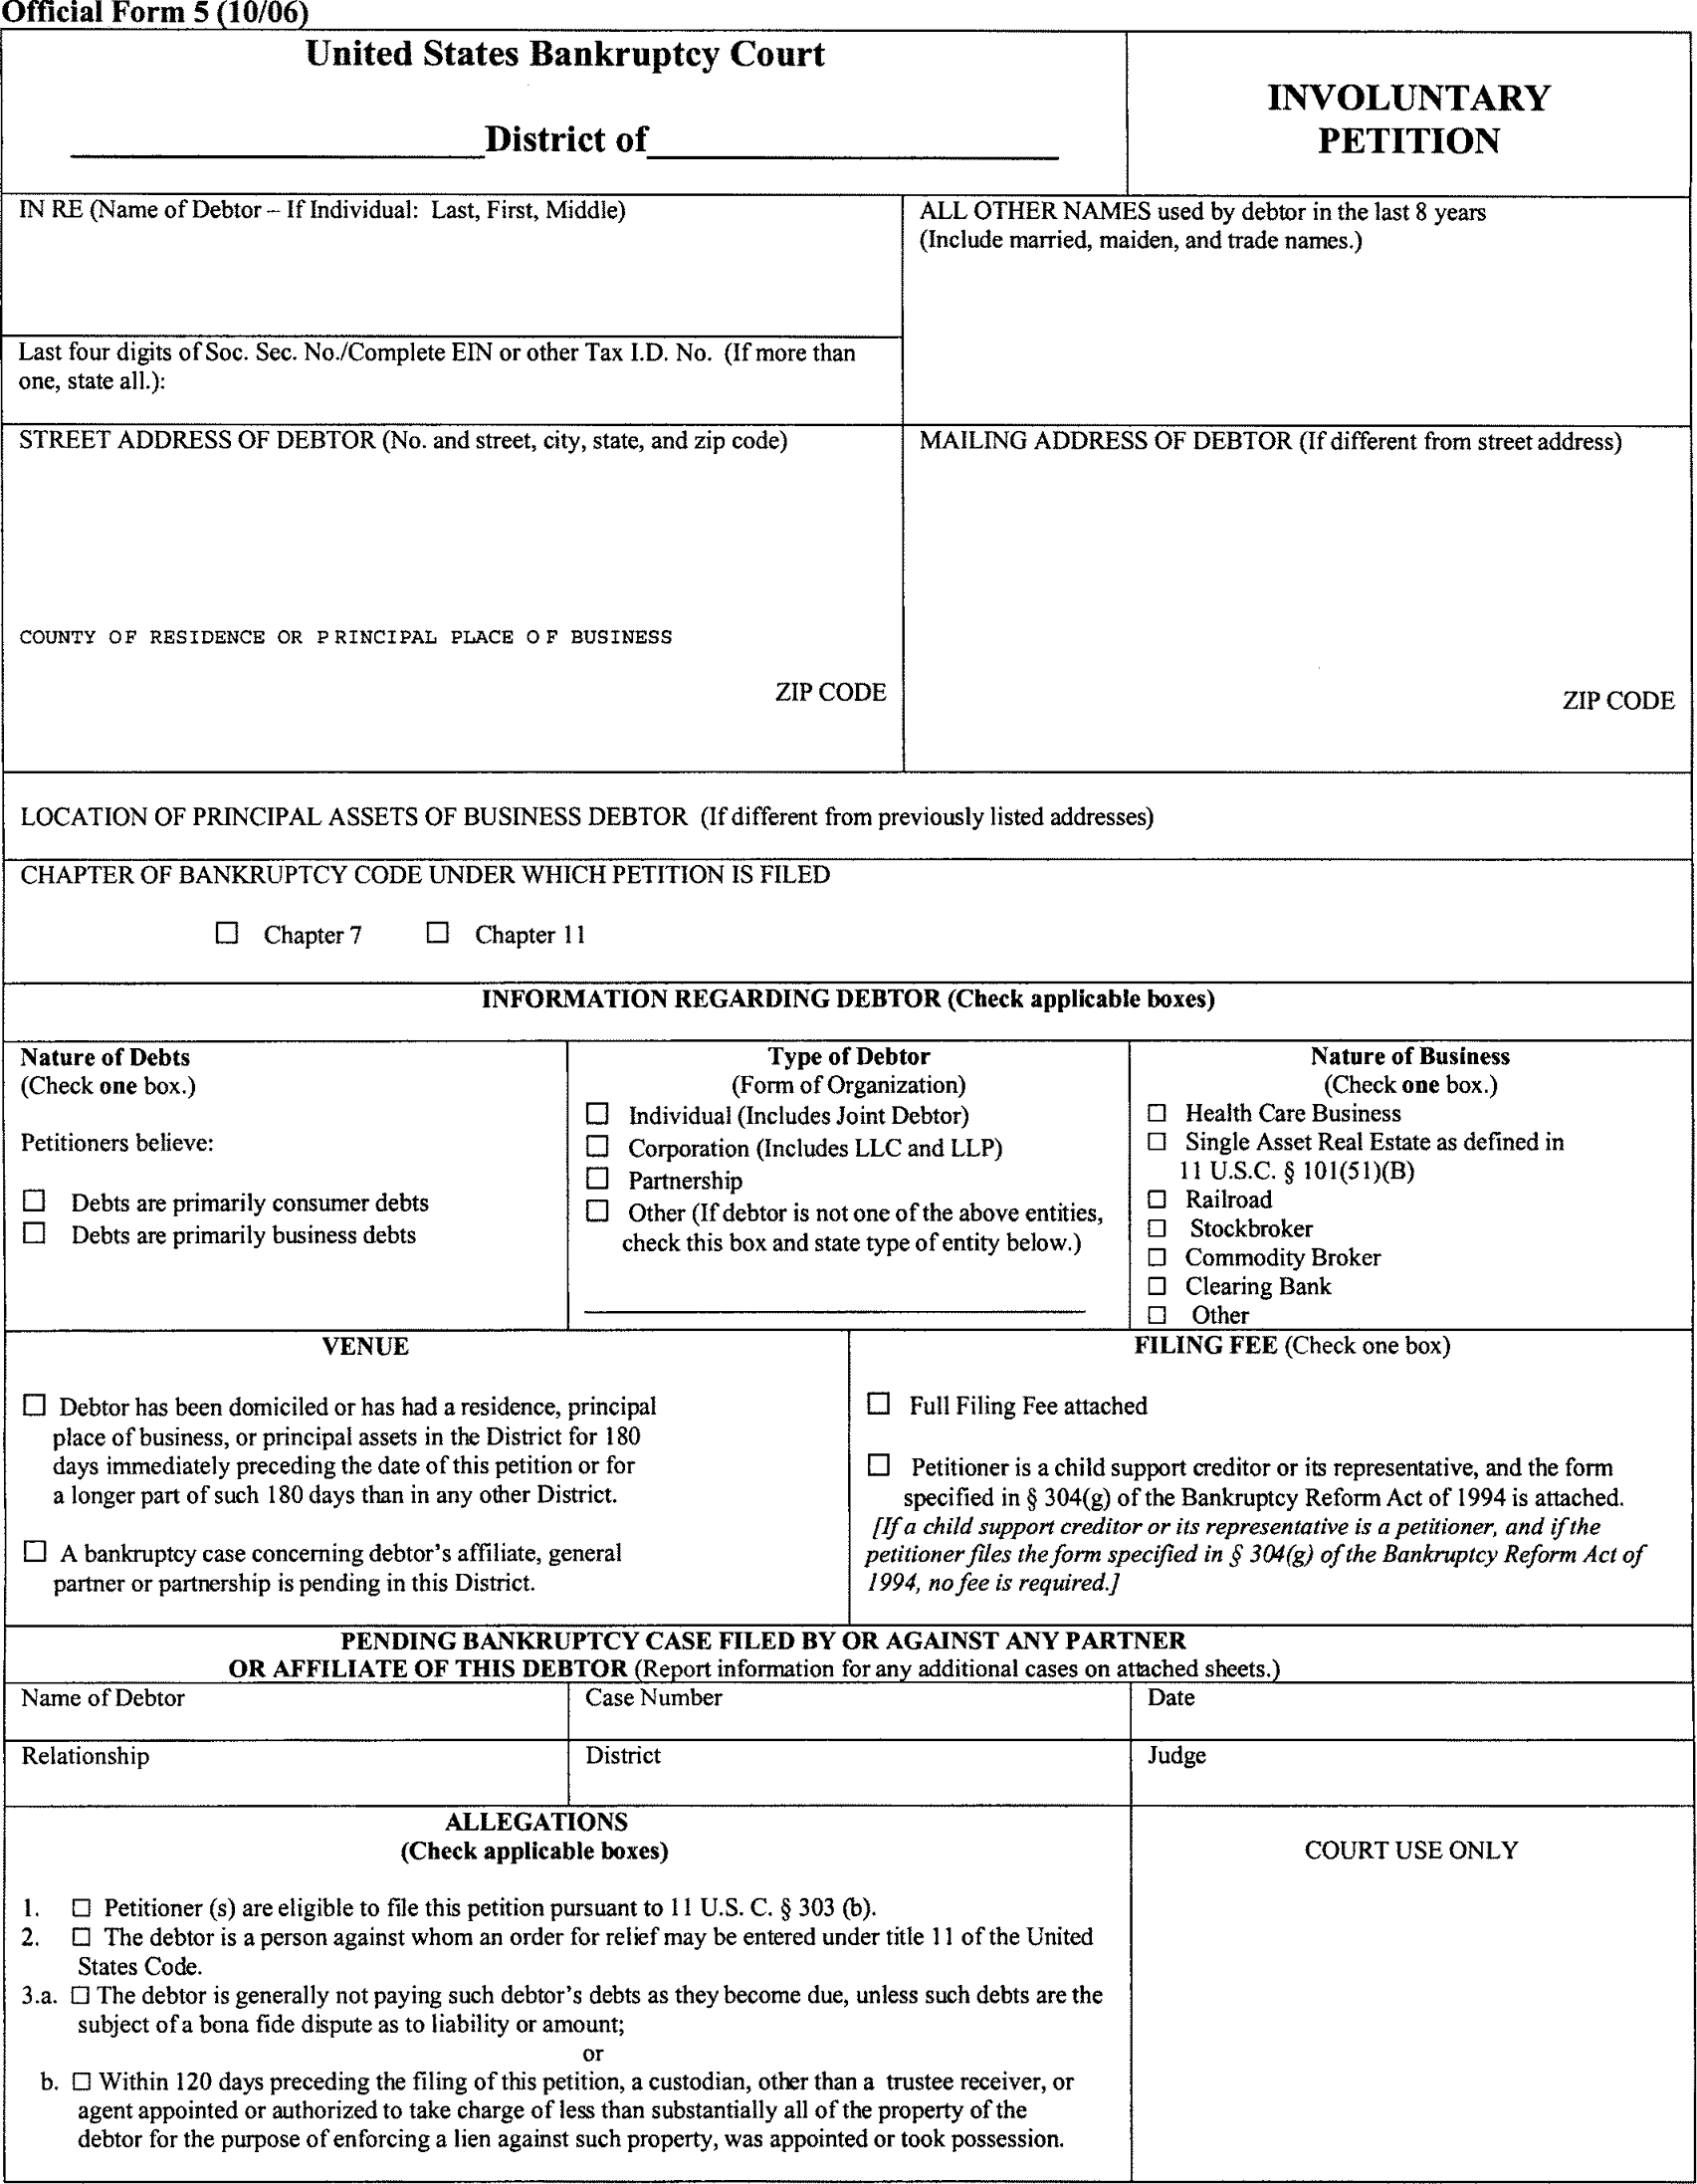 Official Form 5 (10/06)
United States Bankruptcy Court
District of
INVOLUNTARY
PETITION
IN RE (Name of Debtor – If Individual: Last, First, Middle)
ALL OTHER NAMES used by debtor in the last 8 years
(Include married, maiden, and trade names.)
Last four digits of Soc. Sec. No./Complete EIN or other Tax I.D. No. (If more than
one, state all.):
STREET ADDRESS OF DEBTOR (No. and street, city, state, and zip code)
MAILING ADDRESS OF DEBTOR (If different from street address)
COUNTY OF RESIDENCE OR PRINCIPAL PLACE OF BUSINESS
ZIP CODE
ZIP CODE
LOCATION OF PRINCIPAL ASSETS OF BUSINESS DEBTOR (If different from previously listed addresses)
CHAPTER OF BANKRUPTCY CODE UNDER WHICH PETITION IS FILED
☐ Chapter 7 ☐ Chapter 11
INFORMATION REGARDING DEBTOR (Check applicable boxes)
Nature of Debts
(Check one box.)
Petitioners believe:
☐ Debts are primarily consumer debts
☐ Debts are primarily business debts
Type of Debtor
(Form of Organization)
☐ Individual (Includes Joint Debtor)
☐ Corporation (Includes LLC and LLP)
☐ Partnership
☐ Other (If debtor is not one of the above entities,
check this box and state type of entity below.)
Nature of Business
(Check one box.)
☐ Health Care Business
☐ Single Asset Real Estate as defined in
11 U.S.C. § 101(51)(B)
☐ Railroad
☐ Stockbroker
☐ Commodity Broker
☐ Clearing Bank
☐ Other
VENUE
☐ Debtor has been domiciled or has had a residence, principal
place of business, or principal assets in the District for 180
days immediately preceding the date of this petition or for
a longer part of such 180 days than in any other District.
☐ A bankruptcy case concerning debtor's affiliate, general
partner or partnership is pending in this District.
FILING FEE (Check one box)
☐ Full Filing Fee attached
☐ Petitioner is a child support creditor or its representative, and the form
specified in § 304(g) of the Bankruptcy Reform Act of 1994 is attached.
[If a child support creditor or its representative is a petitioner, and if the
petitioner files the form specified in § 304(g) of the Bankruptcy Reform Act of
1994, no fee is required.]
PENDING BANKRUPTCY CASE FILED BY OR AGAINST ANY PARTNER
OR AFFILIATE OF THIS DEBTOR (Report information for any additional cases on attached sheets.)
Name of Debtor
Case Number
Date
Relationship
District
Judge
ALLEGATIONS
(Check applicable boxes)
COURT USE ONLY
1. ☐ Petitioner (s) are eligible to file this petition pursuant to 11 U.S. C. § 303 (b).
2. ☐ The debtor is a person against whom an order for relief may be entered under title 11 of the United
States Code.
3.a. ☐ The debtor is generally not paying such debtor's debts as they become due, unless such debts are the
subject of a bona fide dispute as to liability or amount;
or
b. ☐ Within 120 days preceding the filing of this petition, a custodian, other than a trustee receiver, or
agent appointed or authorized to take charge of less than substantially all of the property of the
debtor for the purpose of enforcing a lien against such property, was appointed or took possession.